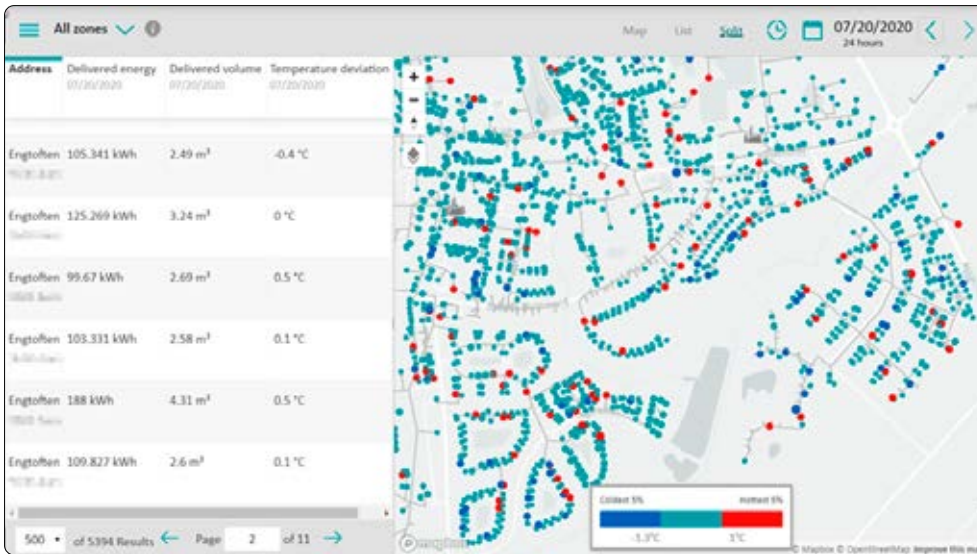 All zones
Map List Split 07/20/2020
24 hours
Address Delivered energy Delivered volume Temperature deviation
07/20/2020 07/20/2020 07/20/2020
Engtoften 105.341 kWh 2.49 m³ -0.4 °C
Engtoften 125.269 kWh 3.24 m³ 0 °C
Engtoften 99.67 kWh 2.69 m³ 0.5 °C
Engtoften 103.331 kWh 2.58 m³ 0.1 °C
Engtoften 188 kWh 4.31 m³ 0.5 °C
Engtoften 109.827 kWh 2.6 m³ 0.1 °C
500 of 5394 Results Page 2 of 11
Coldest 5% Hottest 5%
-1.3°C 1°C
mapbox
© Mapbox © OpenStreetMap Improve this